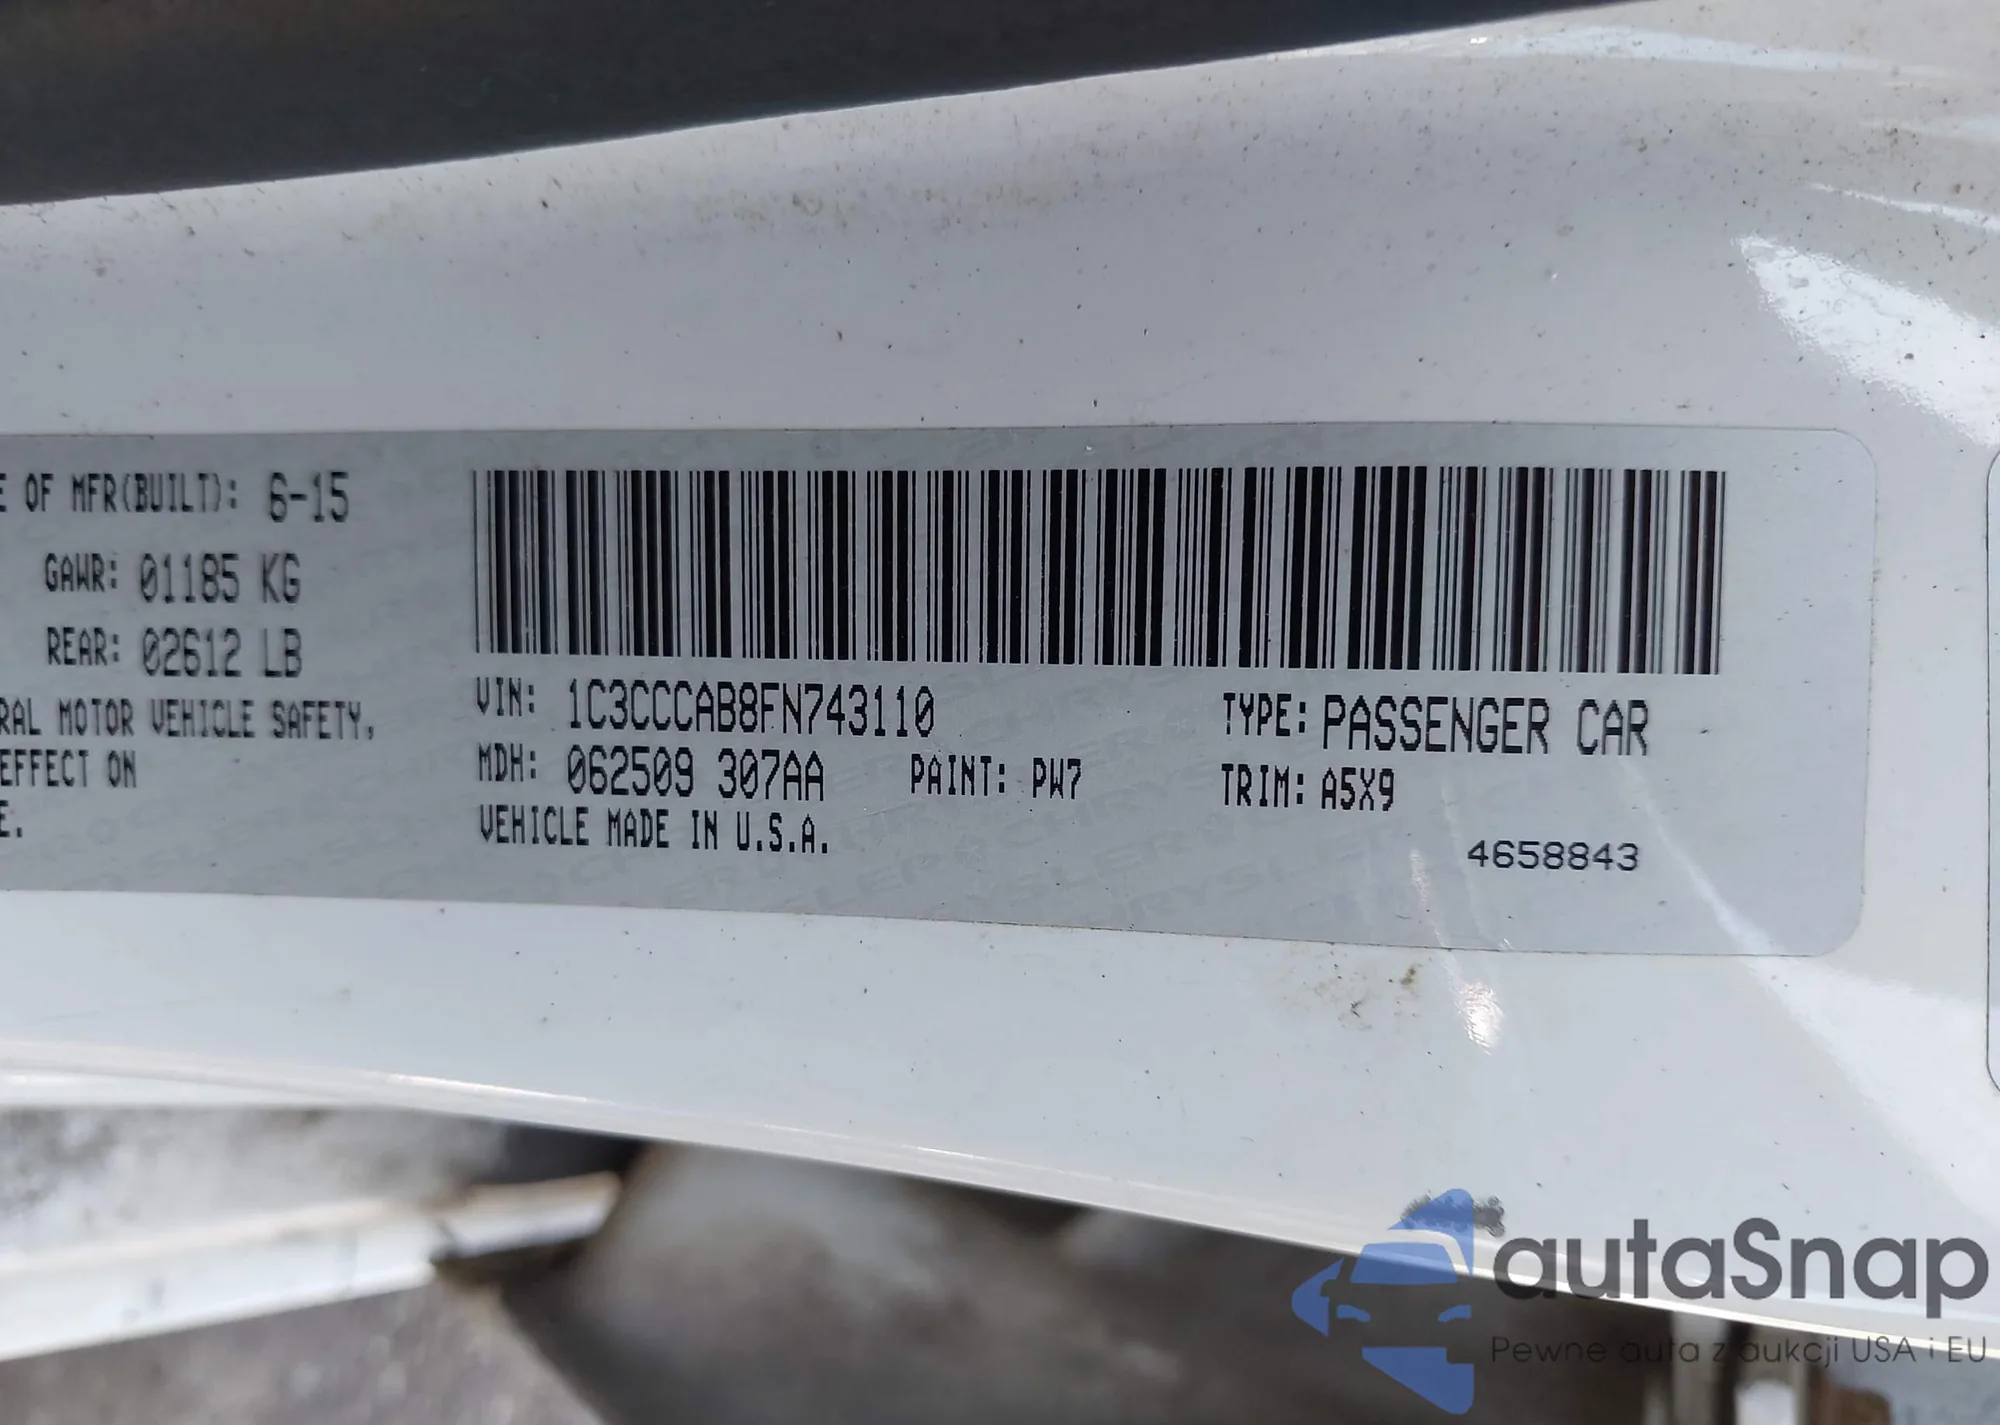 E OF MFR(BUILT): 6-15
GAWR: 01185 KG
REAR: 02612 LB
RAL MOTOR VEHICLE SAFETY,
EFFECT ON
E.
VIN: 1C3CCCAB8FN743110
TYPE: PASSENGER CAR
MDH: 062509 307AA
PAINT: PW7
TRIM: A5X9
VEHICLE MADE IN U.S.A.
4658843
autaSnap
Pewne auta z aukcji USA i EU